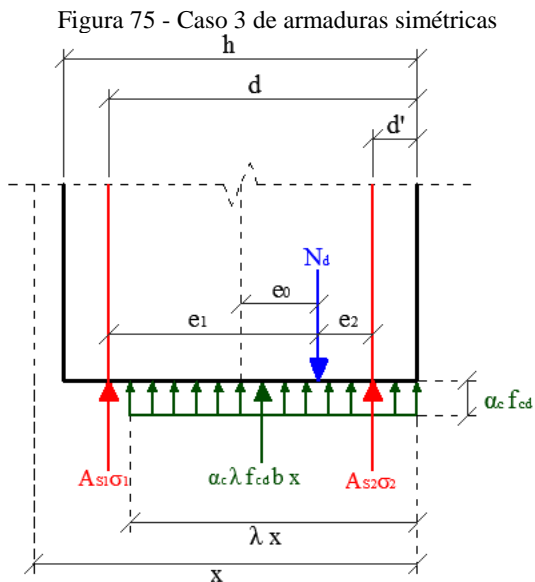 Figura 75 - Caso 3 de armaduras simétricas
h
d
d'
Nd
e0
e1
e2
αc fcd
As1σ1
αc λ fcd b x
As2σ2
λ x
x